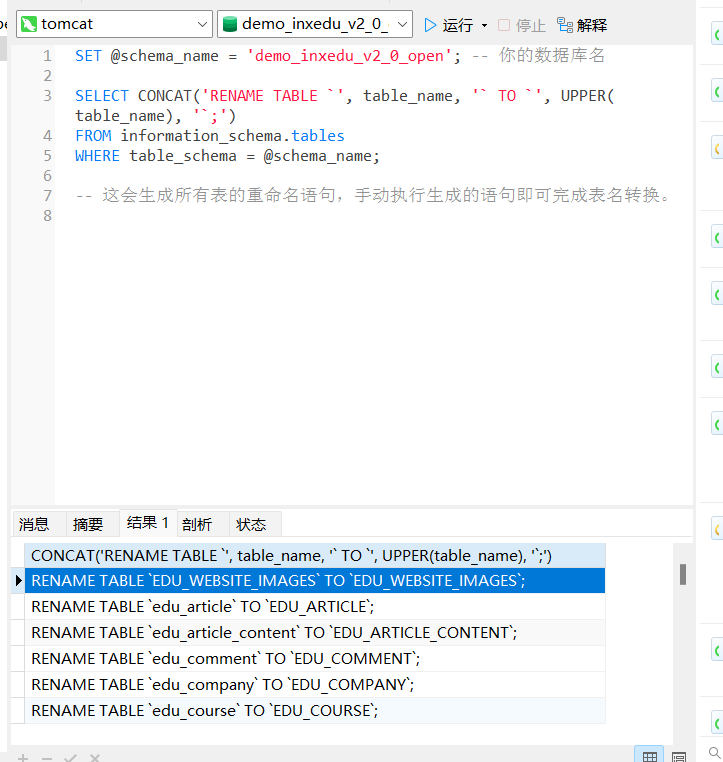 tomcat
demo_inxedu_v2_0_
运行
停止
解释
1 SET @schema_name = 'demo_inxedu_v2_0_open'; -- 你的数据库名
2
3 SELECT CONCAT('RENAME TABLE `', table_name, '` TO `', UPPER(
table_name), '`;')
4 FROM information_schema.tables
5 WHERE table_schema = @schema_name;
6
7 -- 这会生成所有表的重命名语句，手动执行生成的语句即可完成表名转换。
8
消息 摘要 结果 1 剖析 状态
CONCAT('RENAME TABLE `', table_name, '` TO `', UPPER(table_name), '`;')
RENAME TABLE `EDU_WEBSITE_IMAGES` TO `EDU_WEBSITE_IMAGES`;
RENAME TABLE `edu_article` TO `EDU_ARTICLE`;
RENAME TABLE `edu_article_content` TO `EDU_ARTICLE_CONTENT`;
RENAME TABLE `edu_comment` TO `EDU_COMMENT`;
RENAME TABLE `edu_company` TO `EDU_COMPANY`;
RENAME TABLE `edu_course` TO `EDU_COURSE`;